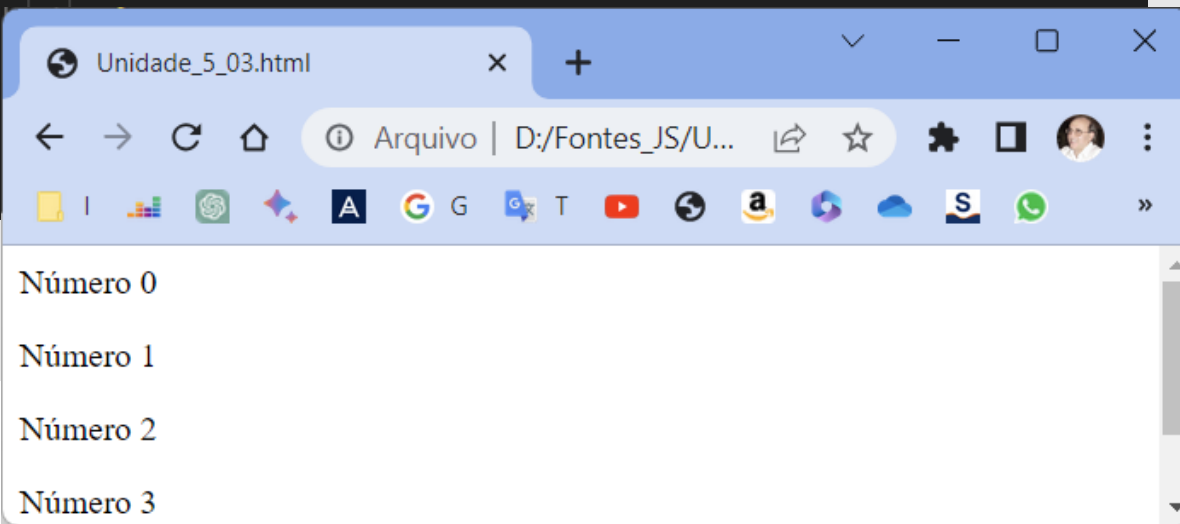 Unidade_5_03.html
Arquivo | D:/Fontes_JS/U...
I A G G G T a S »
Número 0
Número 1
Número 2
Número 3